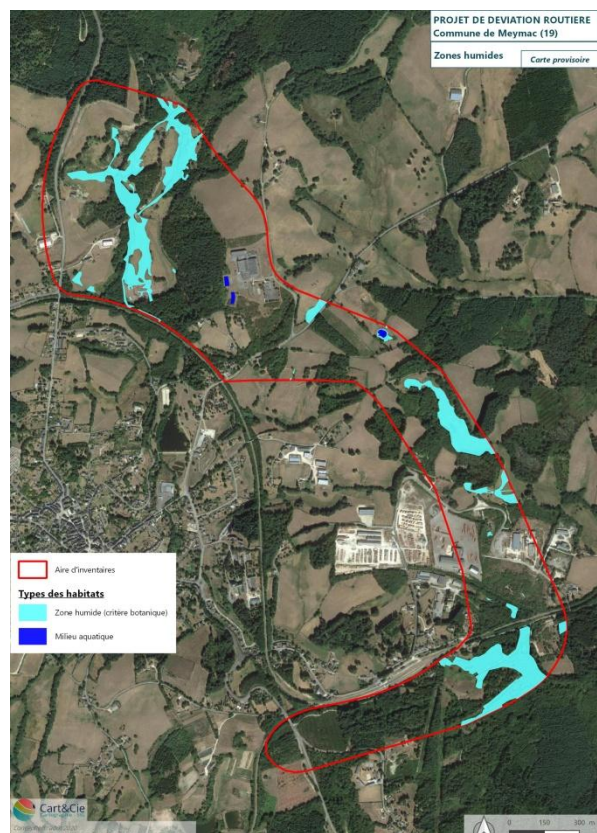 PROJET DE DEVIATION ROUTIERE
Commune de Meymac (19)
Zones humides
Carte provisoire
Aire d'inventaires
Types des habitats
Zone humide (critère botanique)
Milieu aquatique
Cart&Cie
0 150 300 m